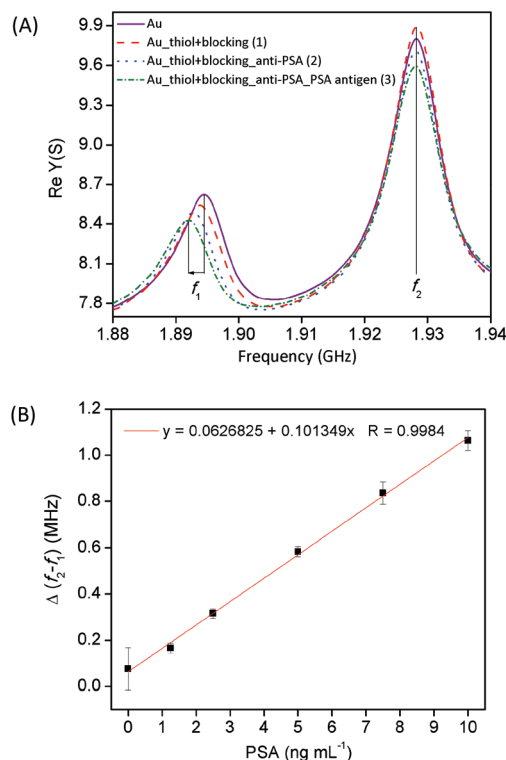 (A)
Au
Au_thiol+blocking (1)
Au_thiol+blocking_anti-PSA (2)
Au_thiol+blocking_anti-PSA_PSA antigen (3)
9.9
9.6
9.3
9.0
8.7
8.4
8.1
7.8
Re Y(S)
f1
f2
1.88 1.89 1.90 1.91 1.92 1.93 1.94
Frequency (GHz)
(B)
y = 0.0626825 + 0.101349x R = 0.9984
1.2
1.0
0.8
0.6
0.4
0.2
0.0
Δ (f2-f1) (MHz)
0 1 2 3 4 5 6 7 8 9 10
PSA (ng mL-1)